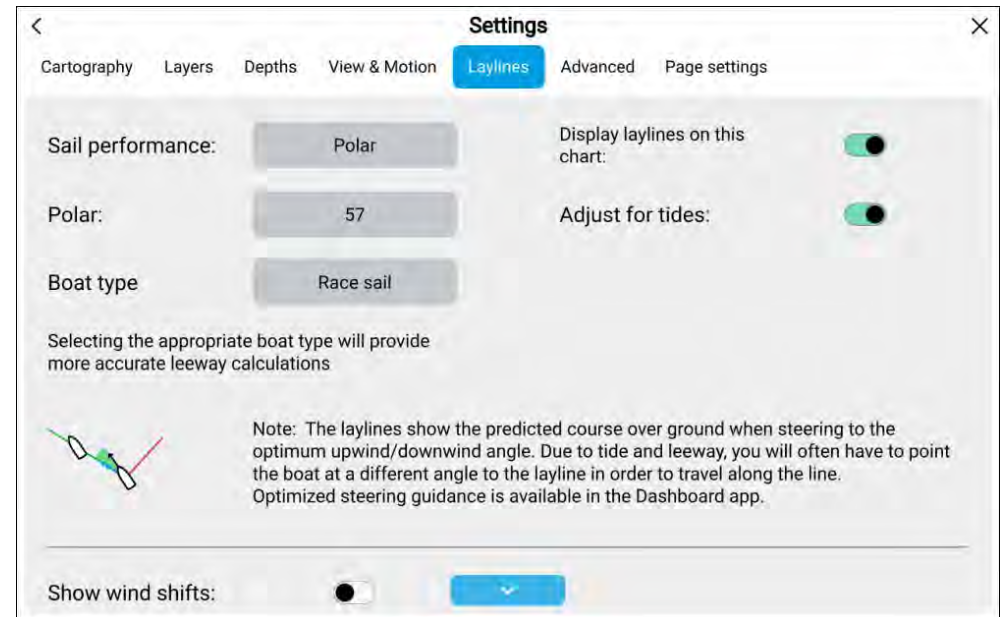 Settings
Cartography Layers Depths View & Motion Laylines Advanced Page settings
Sail performance: Polar
Display laylines on this
chart:
Polar: 57
Adjust for tides:
Boat type Race sail
Selecting the appropriate boat type will provide
more accurate leeway calculations
Note: The laylines show the predicted course over ground when steering to the
optimum upwind/downwind angle. Due to tide and leeway, you will often have to point
the boat at a different angle to the layline in order to travel along the line.
Optimized steering guidance is available in the Dashboard app.
Show wind shifts: